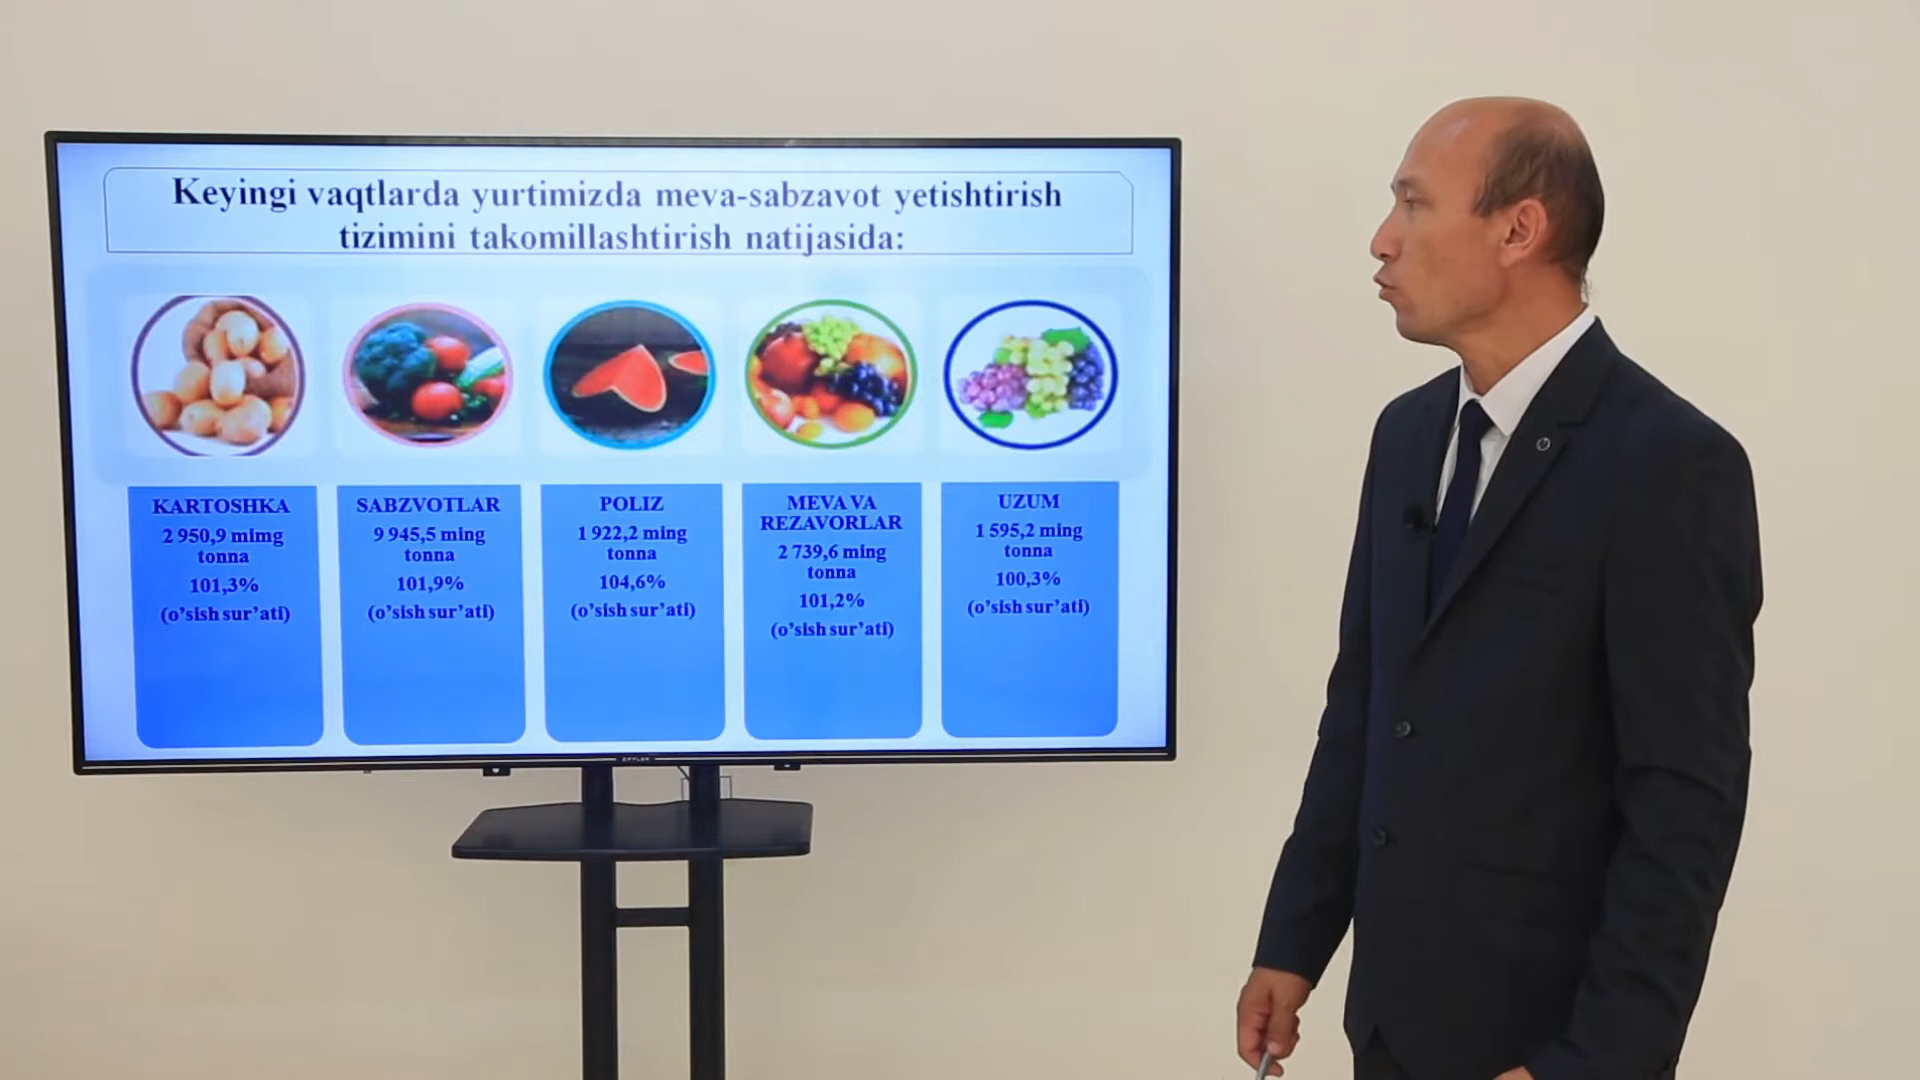 Keyingi vaqtlarda yurtimizda meva-sabzavot yetishtirish
tizimini takomillashtirish natijasida:
KARTOSHKA
2 950,9 mimg
tonna
101,3%
(o’sish sur’ati)
SABZVOTLAR
9 945,5 ming
tonna
101,9%
(o’sish sur’ati)
POLIZ
1 922,2 ming
tonna
104,6%
(o’sish sur’ati)
MEVA VA
REZAVORLAR
2 739,6 ming
tonna
101,2%
(o’sish sur’ati)
UZUM
1 595,2 ming
tonna
100,3%
(o’sish sur’ati)